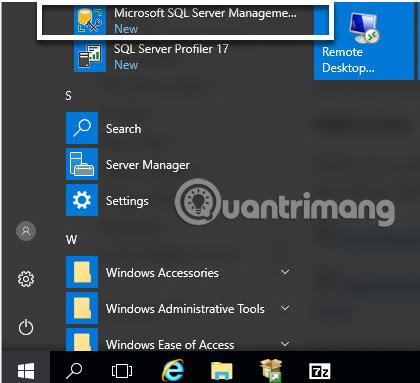 Microsoft SQL Server Manageme...
New
SQL Server Profiler 17
New
Remote
Desktop...
S
Search
Server Manager
Settings
Quantrimang
W
Windows Accessories
Windows Administrative Tools
Windows Ease of Access
7z